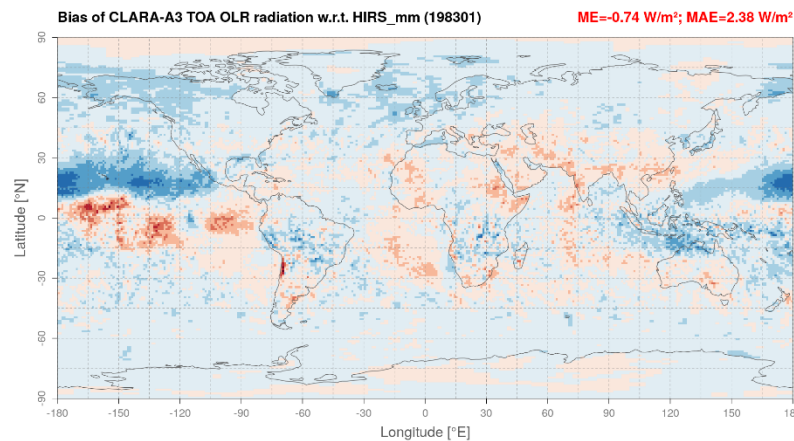 Bias of CLARA-A3 TOA OLR radiation w.r.t. HIRS_mm (198301)
ME=-0.74 W/m²; MAE=2.38 W/m²
90
60
30
0
-30
-60
-90
Latitude [°N]
-180 -150 -120 -90 -60 -30 0 30 60 90 120 150 18
Longitude [°E]